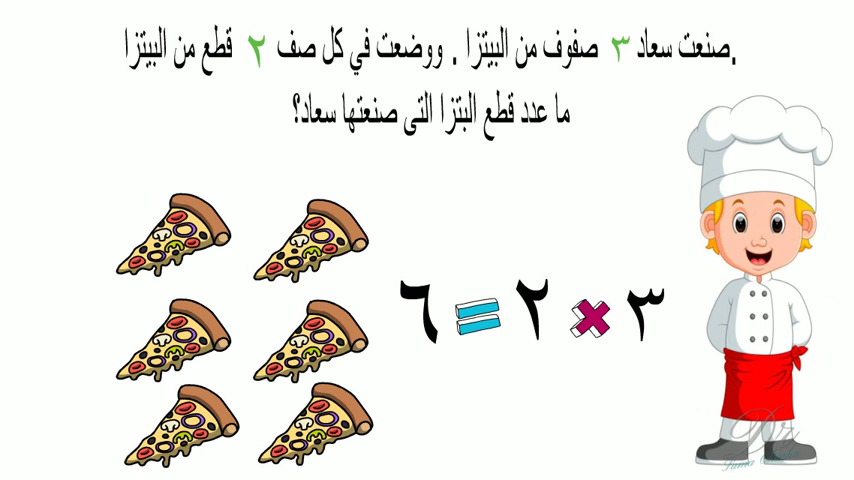 صنعت سعاد ٣ صفوف من البيتزا . ووضعت في كل صف ٢ قطع من البيتزا.
ما عدد قطع البتزا التى صنعتها سعاد؟
٣ × ٢ = ٦
Dr